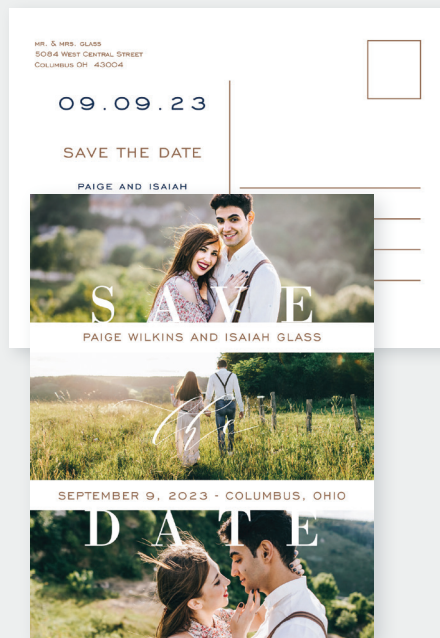 MR. & MRS. GLASS
5084 WEST CENTRAL STREET
COLUMBUS OH 43004
09.09.23
SAVE THE DATE
PAIGE AND ISAIAH
SAVE
PAIGE WILKINS AND ISAIAH GLASS
the
SEPTEMBER 9, 2023 - COLUMBUS, OHIO
DATE